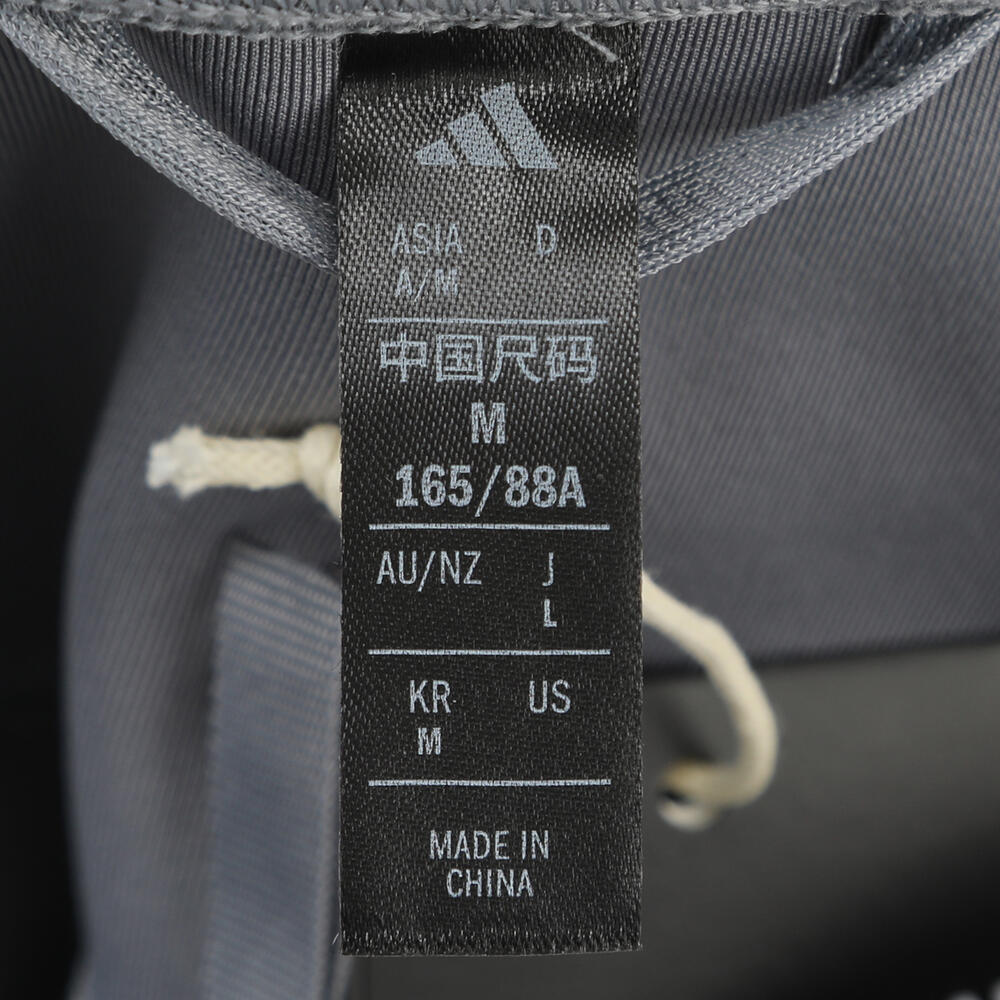 ASIA D
A/M
中国尺码
M
165/88A
AU/NZ J
L
KR US
M
MADE IN
CHINA